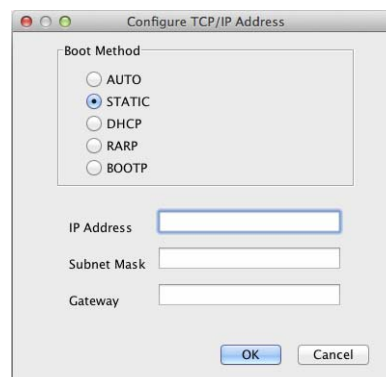 Configure TCP/IP Address
Boot Method
AUTO
STATIC
DHCP
RARP
BOOTP
IP Address
Subnet Mask
Gateway
OK Cancel